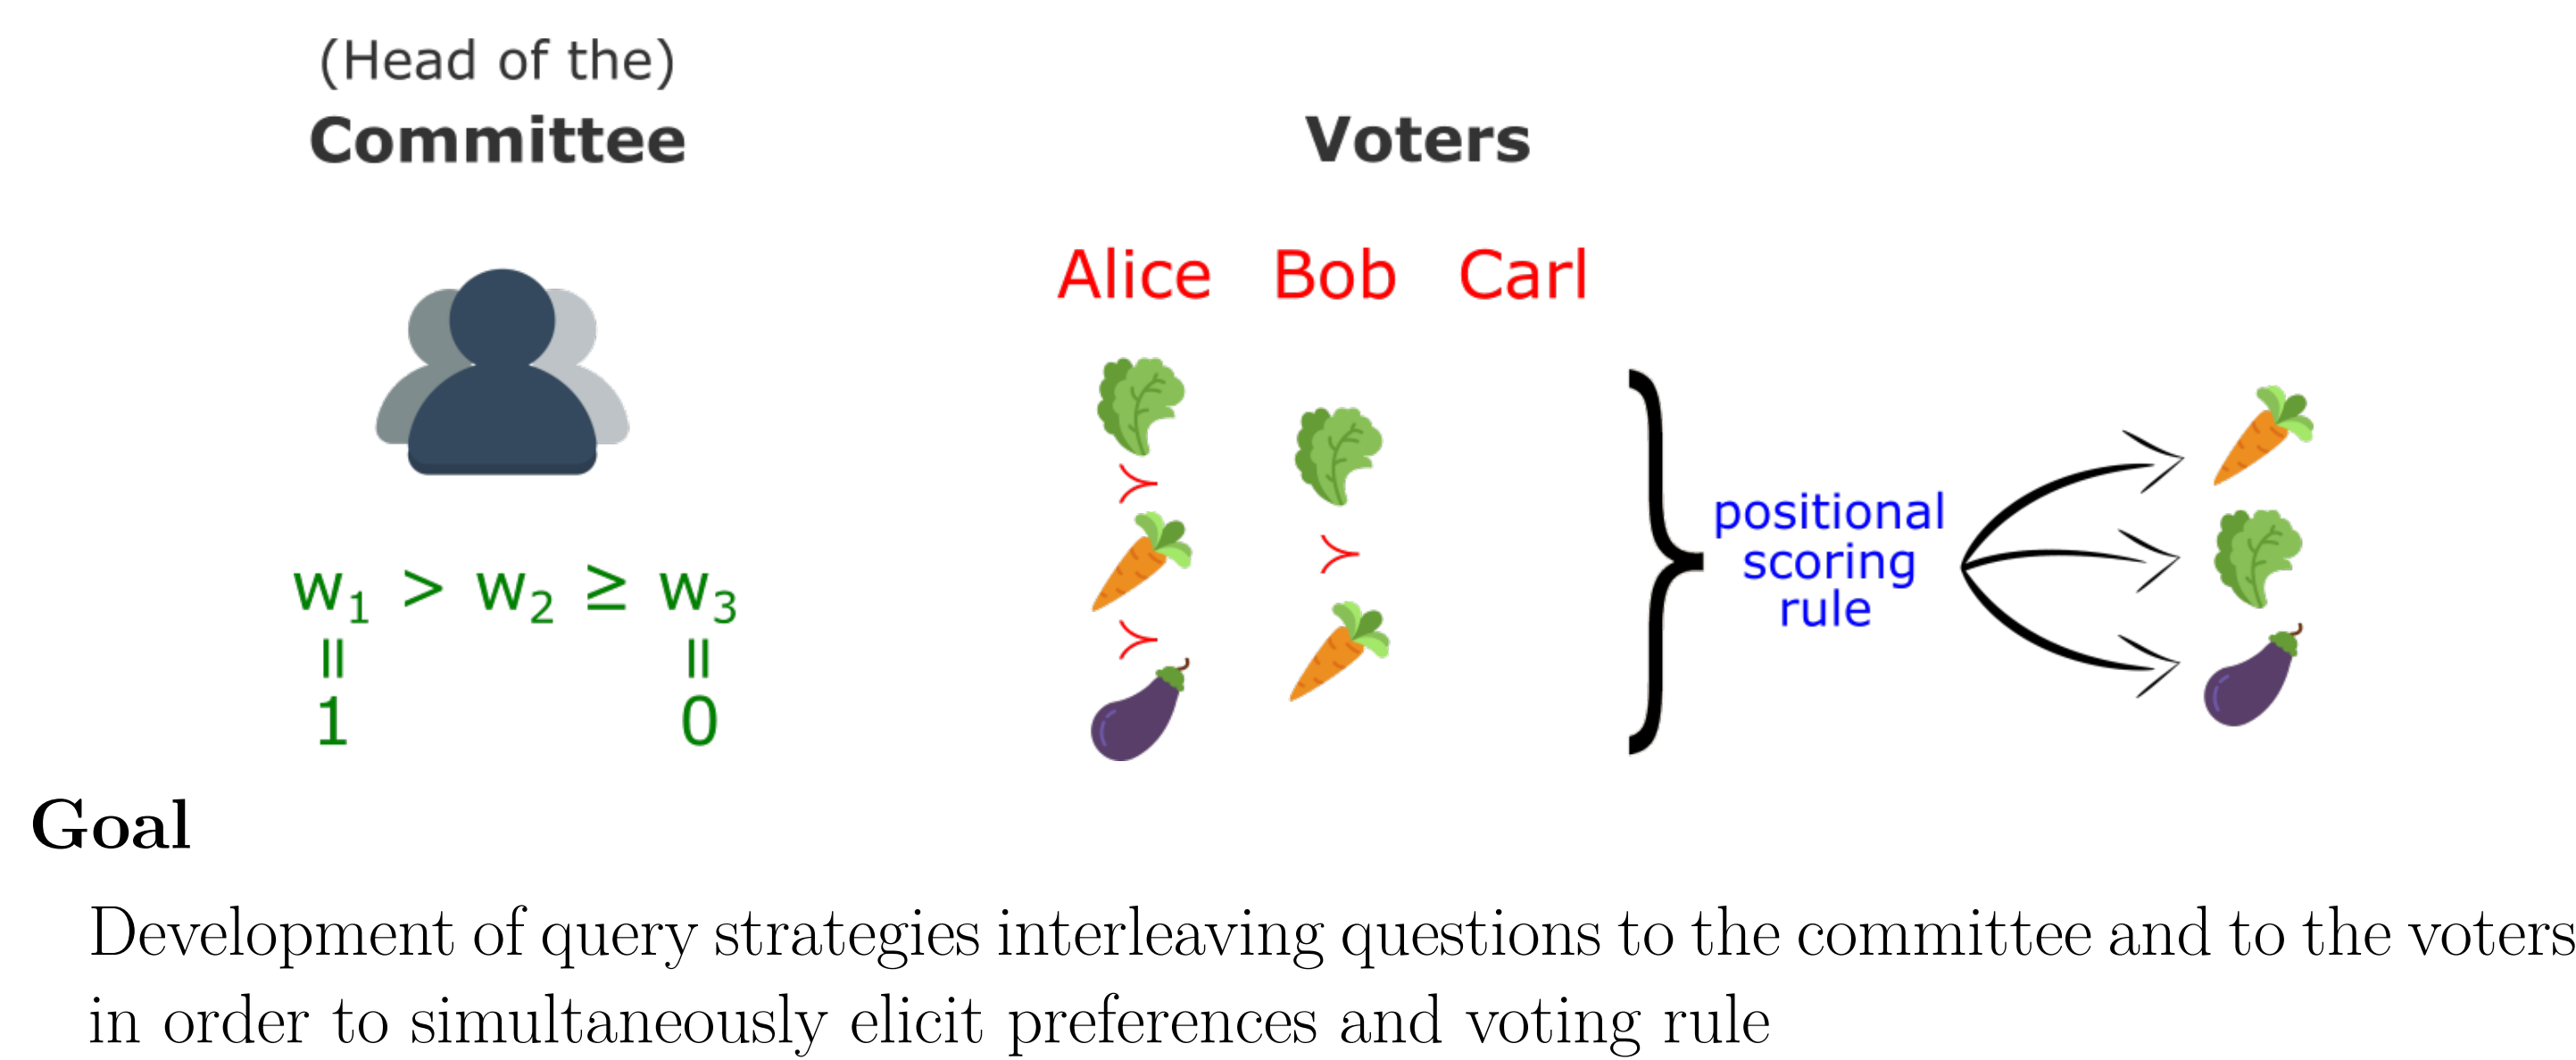 (Head of the)
Committee
Voters
Alice Bob Carl
≻
≻
≻
w₁ > w₂ ≥ w₃
= =
1 0
positional
scoring
rule
Goal
Development of query strategies interleaving questions to the committee and to the voters
in order to simultaneously elicit preferences and voting rule